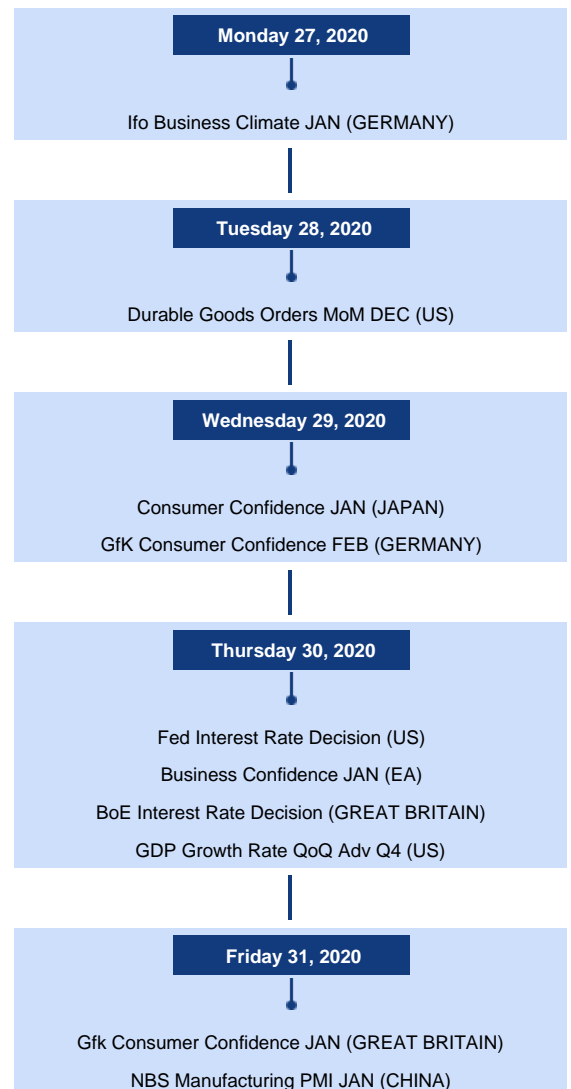 Monday 27, 2020
Ifo Business Climate JAN (GERMANY)
Tuesday 28, 2020
Durable Goods Orders MoM DEC (US)
Wednesday 29, 2020
Consumer Confidence JAN (JAPAN)
GfK Consumer Confidence FEB (GERMANY)
Thursday 30, 2020
Fed Interest Rate Decision (US)
Business Confidence JAN (EA)
BoE Interest Rate Decision (GREAT BRITAIN)
GDP Growth Rate QoQ Adv Q4 (US)
Friday 31, 2020
Gfk Consumer Confidence JAN (GREAT BRITAIN)
NBS Manufacturing PMI JAN (CHINA)